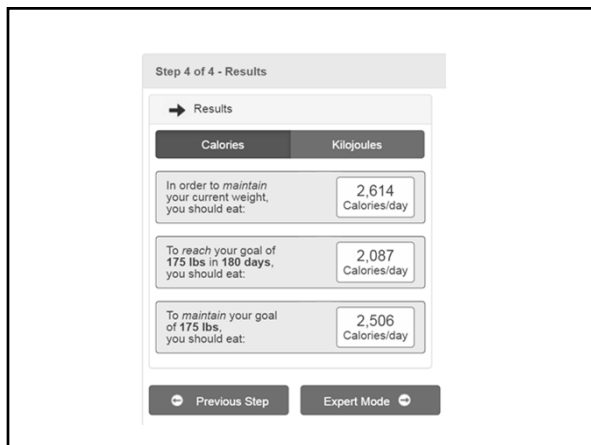 Step 4 of 4 - Results
Results
Calories
Kilojoules
In order to maintain
your current weight,
you should eat:
2,614
Calories/day
To reach your goal of
175 lbs in 180 days,
you should eat:
2,087
Calories/day
To maintain your goal
of 175 lbs,
you should eat:
2,506
Calories/day
Previous Step
Expert Mode